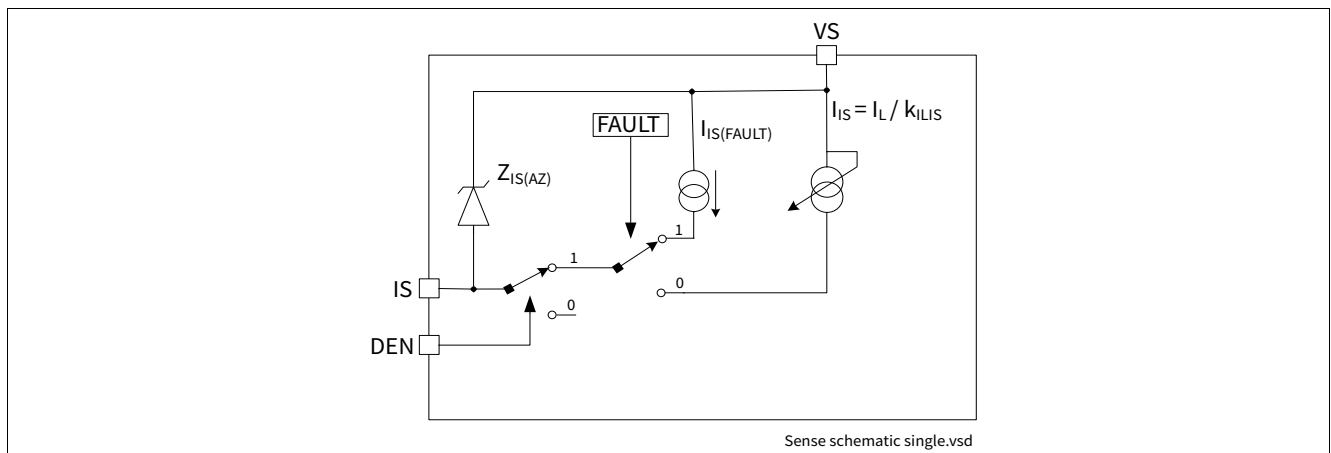 VS
I_IS = I_L / k_ILIS
FAULT
I_IS(FAULT)
Z_IS(AZ)
1
1
IS
0
0
DEN
Sense schematic single.vsd